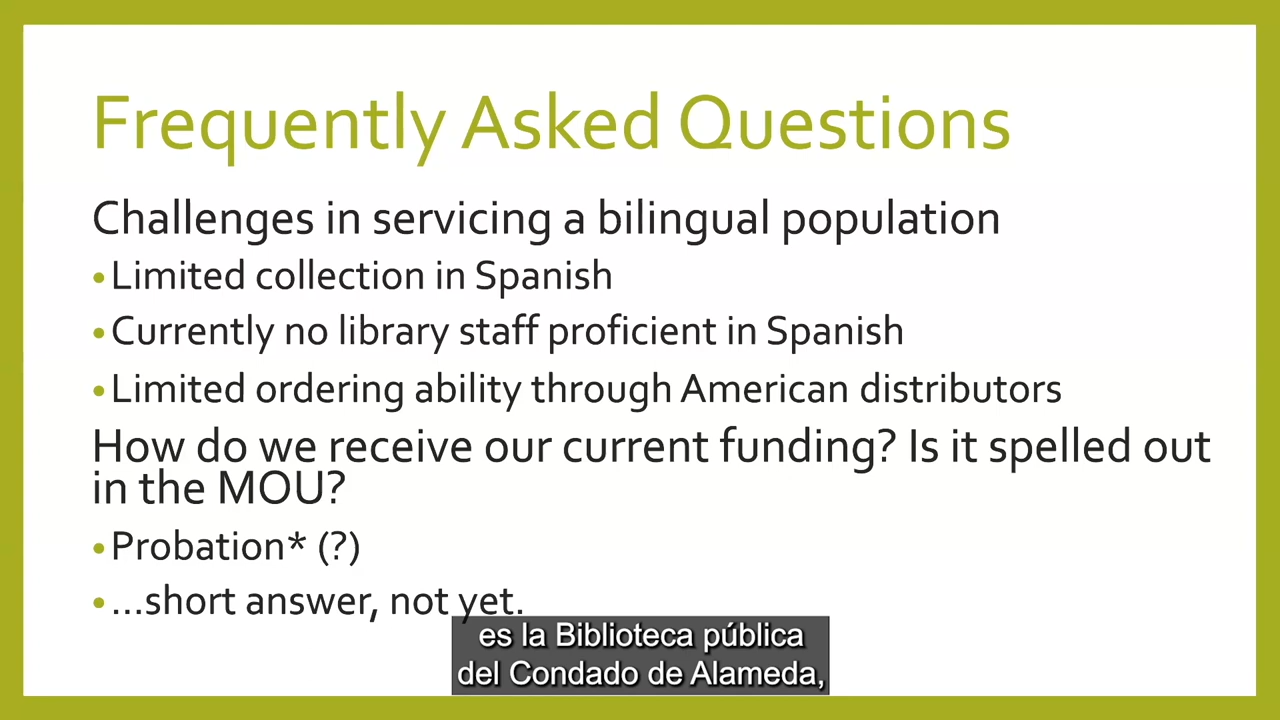 Frequently Asked Questions
Challenges in servicing a bilingual population
•Limited collection in Spanish
•Currently no library staff proficient in Spanish
•Limited ordering ability through American distributors
How do we receive our current funding? Is it spelled out
in the MOU?
•Probation* (?)
•...short answer, not yet.
es la Biblioteca pública
del Condado de Alameda,